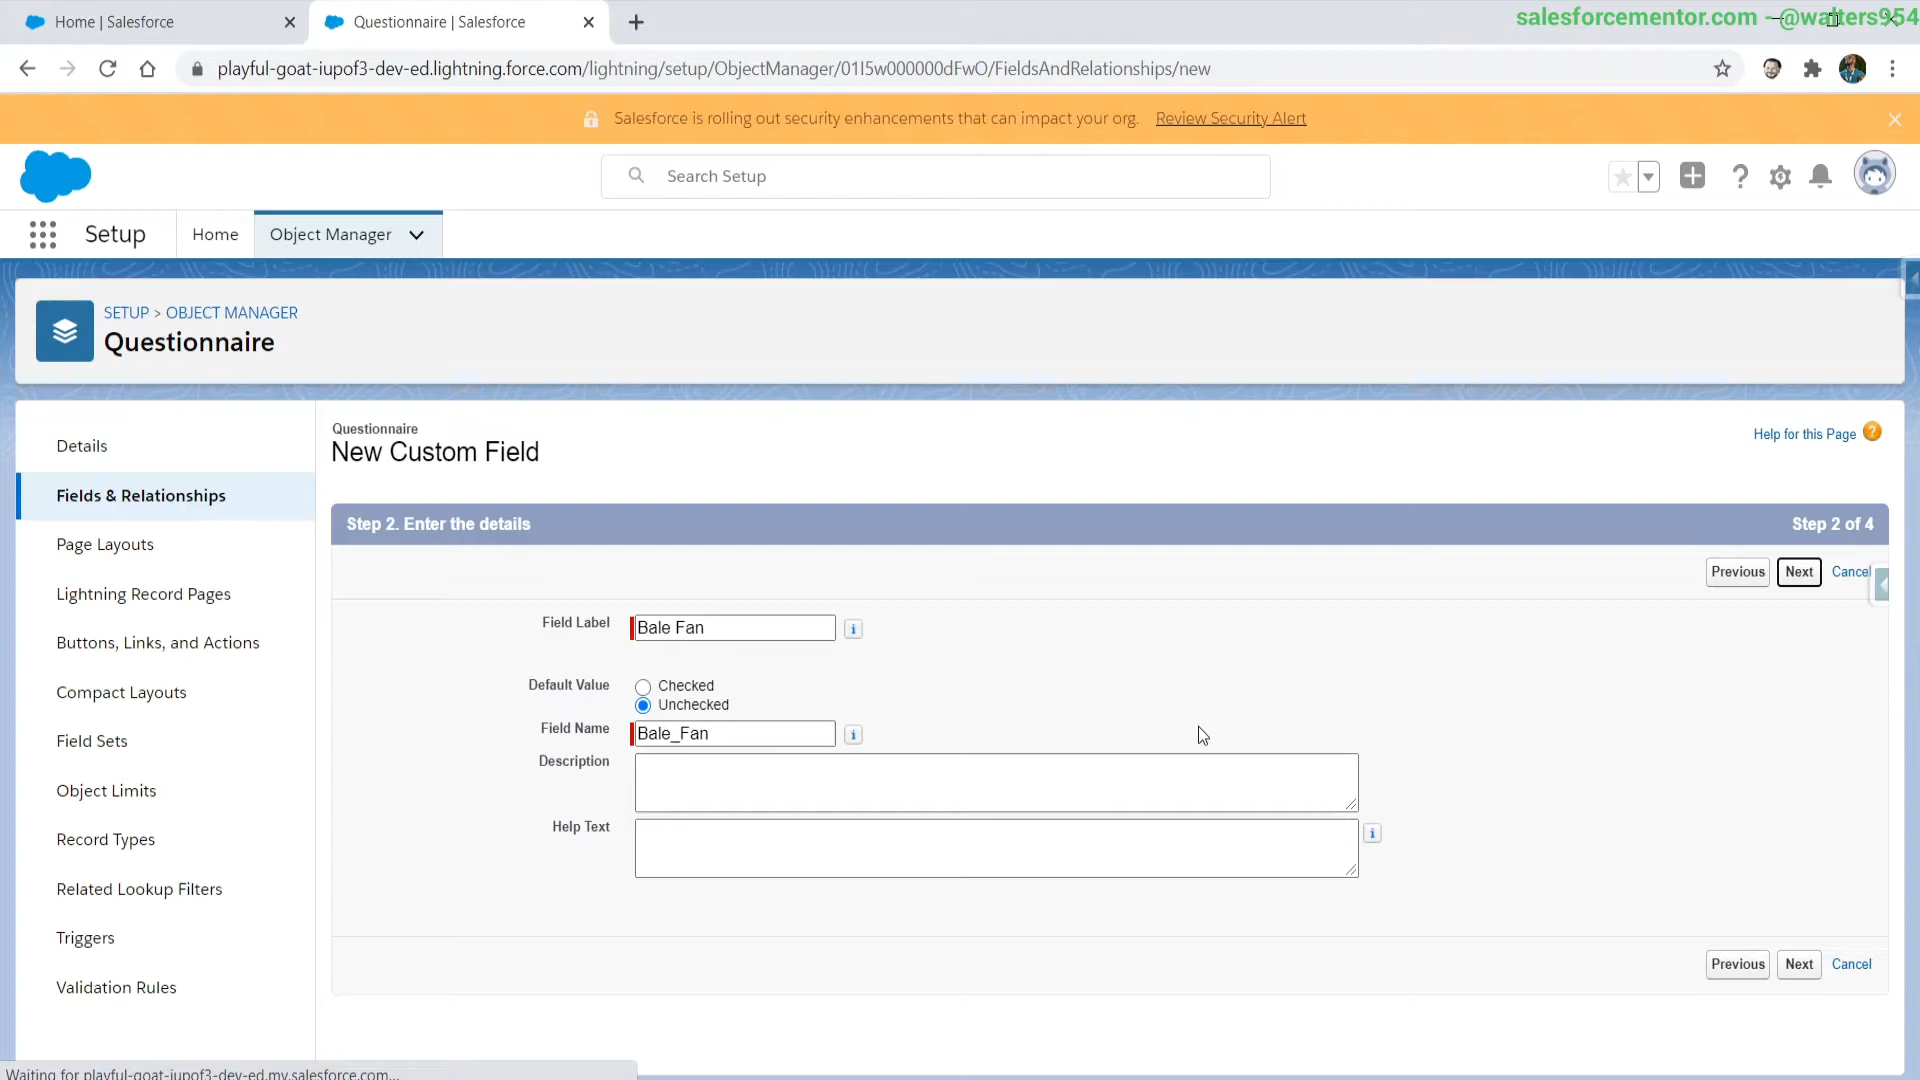 Home | Salesforce
Questionnaire | Salesforce
salesforcementor.com - @walters954
playful-goat-iupof3-dev-ed.lightning.force.com/lightning/setup/ObjectManager/01I5w000000dFwO/FieldsAndRelationships/new
Salesforce is rolling out security enhancements that can impact your org. Review Security Alert
Search Setup
Setup
Home
Object Manager
SETUP > OBJECT MANAGER
Questionnaire
Details
Fields & Relationships
Page Layouts
Lightning Record Pages
Buttons, Links, and Actions
Compact Layouts
Field Sets
Object Limits
Record Types
Related Lookup Filters
Triggers
Validation Rules
Questionnaire
New Custom Field
Help for this Page
Step 2. Enter the details
Step 2 of 4
Previous Next Cancel
Field Label Bale Fan
Default Value Checked
Unchecked
Field Name Bale_Fan
Description
Help Text
Previous Next Cancel
Waiting for playful-goat-iupof3-dev-ed.my.salesforce.com...